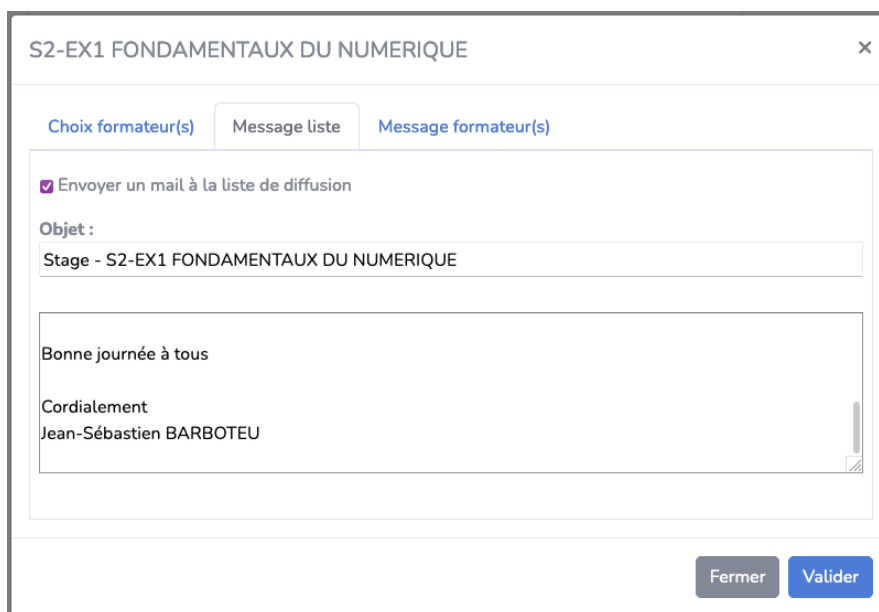 S2-EX1 FONDAMENTAUX DU NUMERIQUE ×
Choix formateur(s) Message liste Message formateur(s)
Envoyer un mail à la liste de diffusion
Objet :
Stage - S2-EX1 FONDAMENTAUX DU NUMERIQUE
Bonne journée à tous
Cordialement
Jean-Sébastien BARBOTEU
Fermer Valider